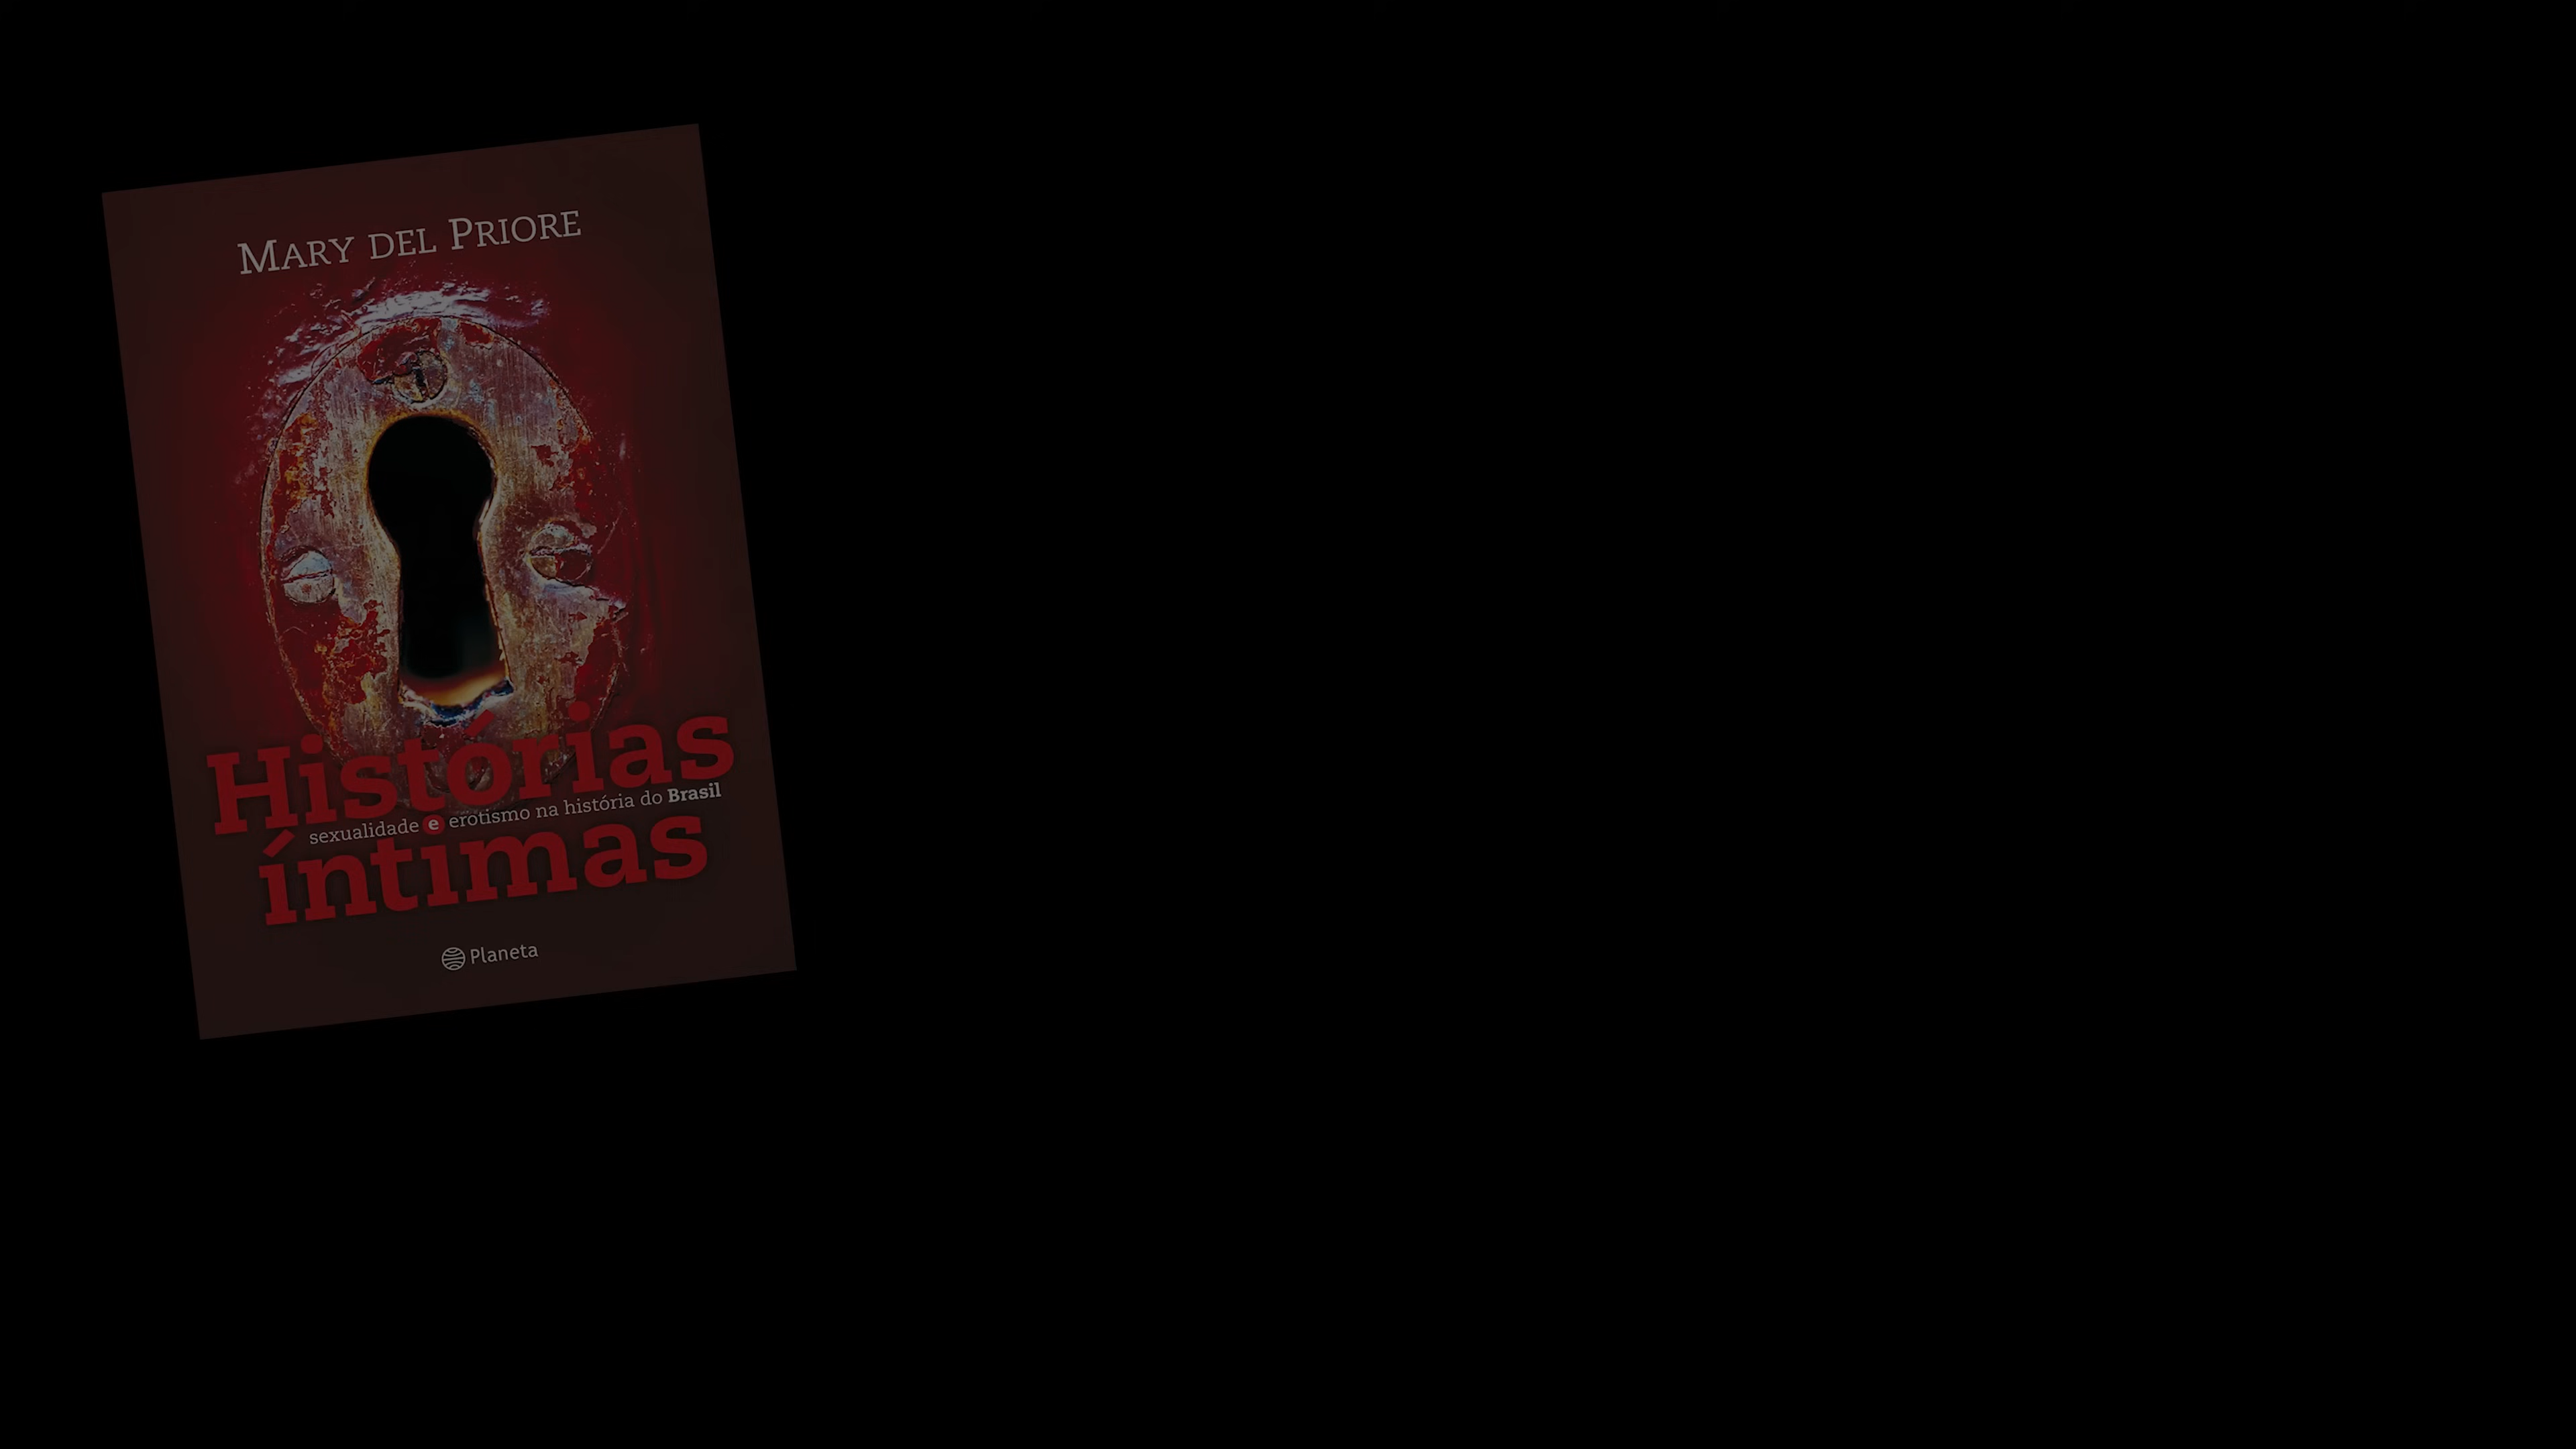 MARY DEL PRIORE
Histórias
sexualidade e erotismo na história do Brasil
íntimas
Planeta